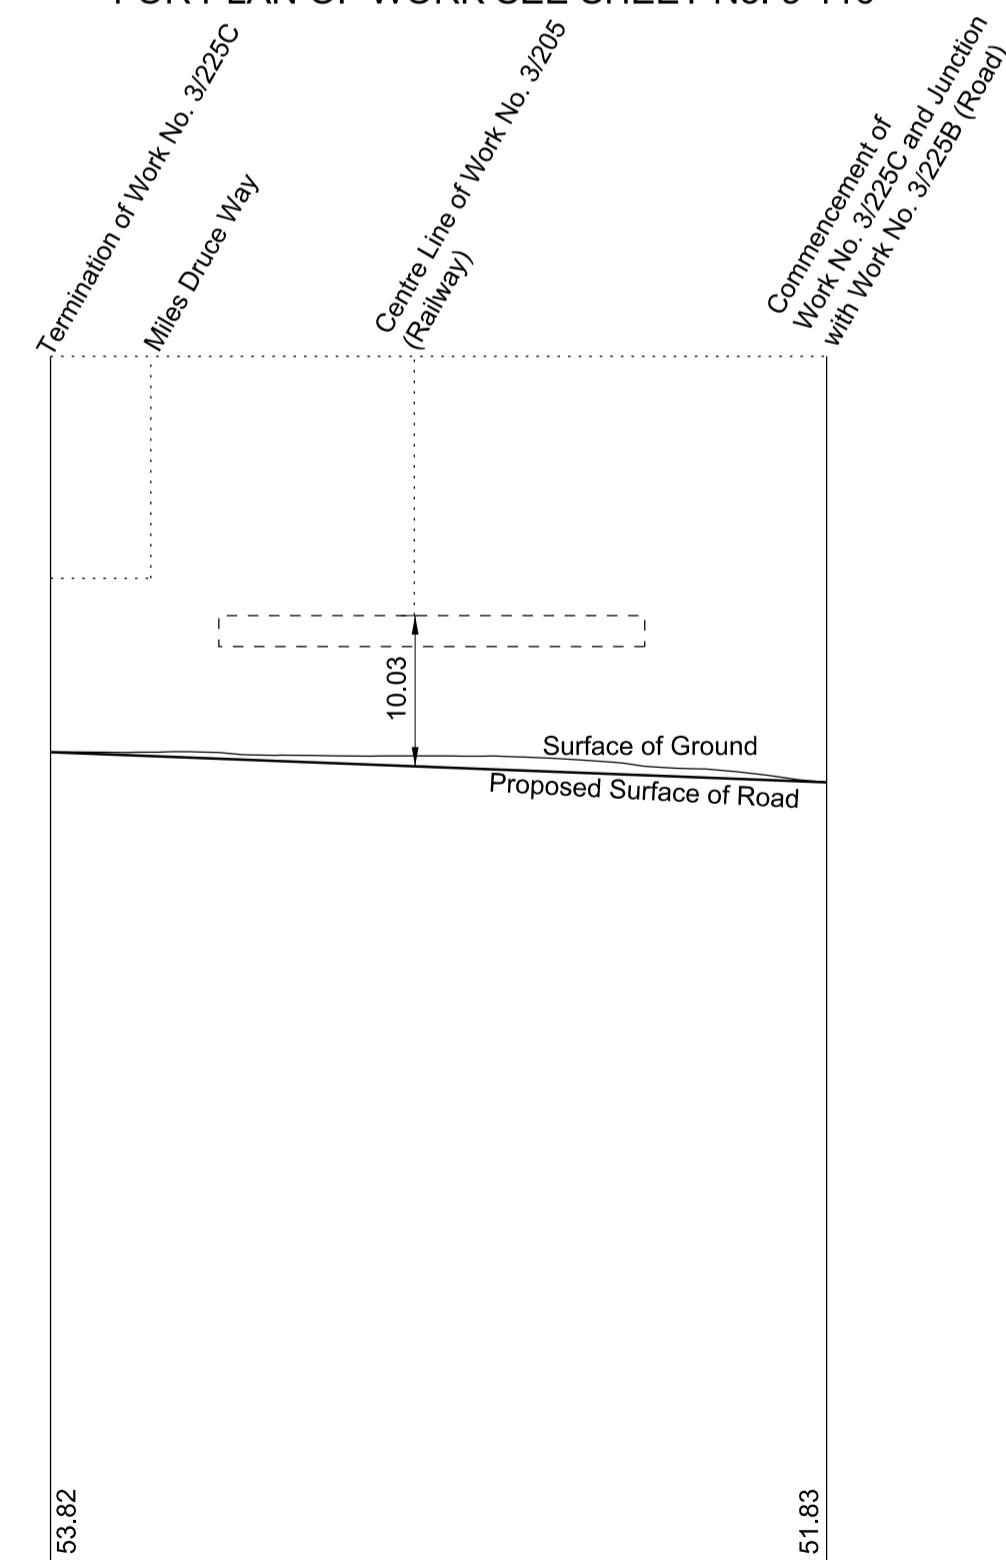 Termination of Work No. 3/225C
Miles Druce Way
Centre Line of Work No. 3/205
(Railway)
Commencement of
Work No. 3/225C and Junction
with Work No. 3/225B (Road)
10.03
Surface of Ground
Proposed Surface of Road
53.82
51.83